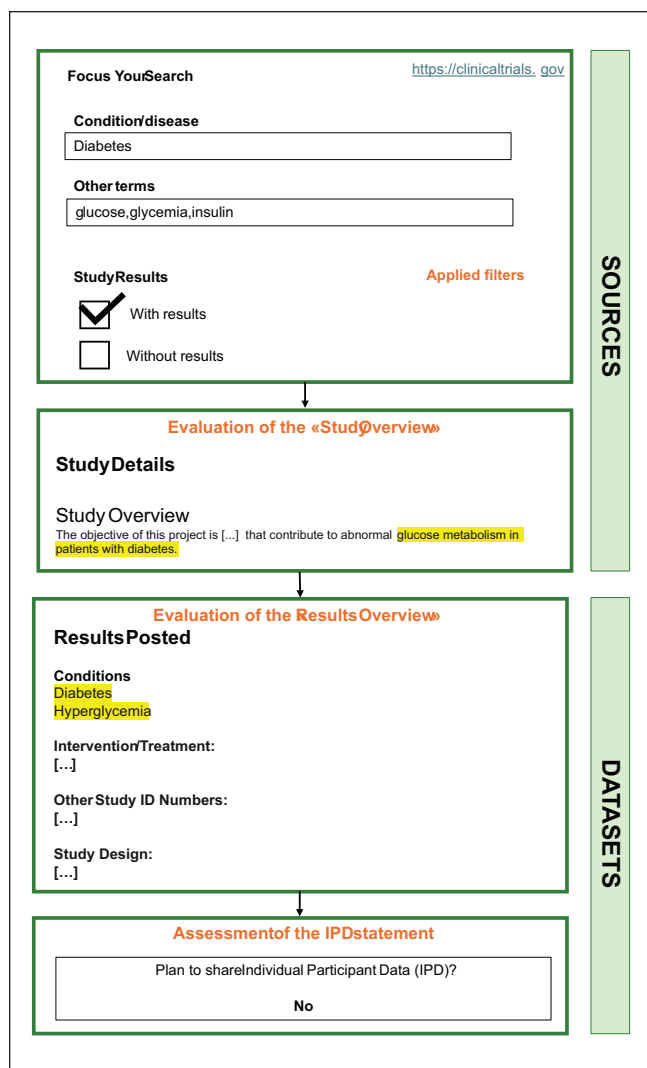 Focus YourSearch
https://clinicaltrials. gov
Condition/disease
Diabetes
Other terms
glucose,glycemia,insulin
StudyResults
Applied filters
With results
Without results
SOURCES
Evaluation of the «StudyOverview»
StudyDetails
Study Overview
The objective of this project is [...] that contribute to abnormal glucose metabolism in
patients with diabetes.
Evaluation of the «ResultsOverview»
ResultsPosted
Conditions
Diabetes
Hyperglycemia
Intervention/Treatment:
[...]
Other Study ID Numbers:
[...]
Study Design:
[...]
DATASETS
Assessmentof the IPDstatement
Plan to shareIndividual Participant Data (IPD)?
No